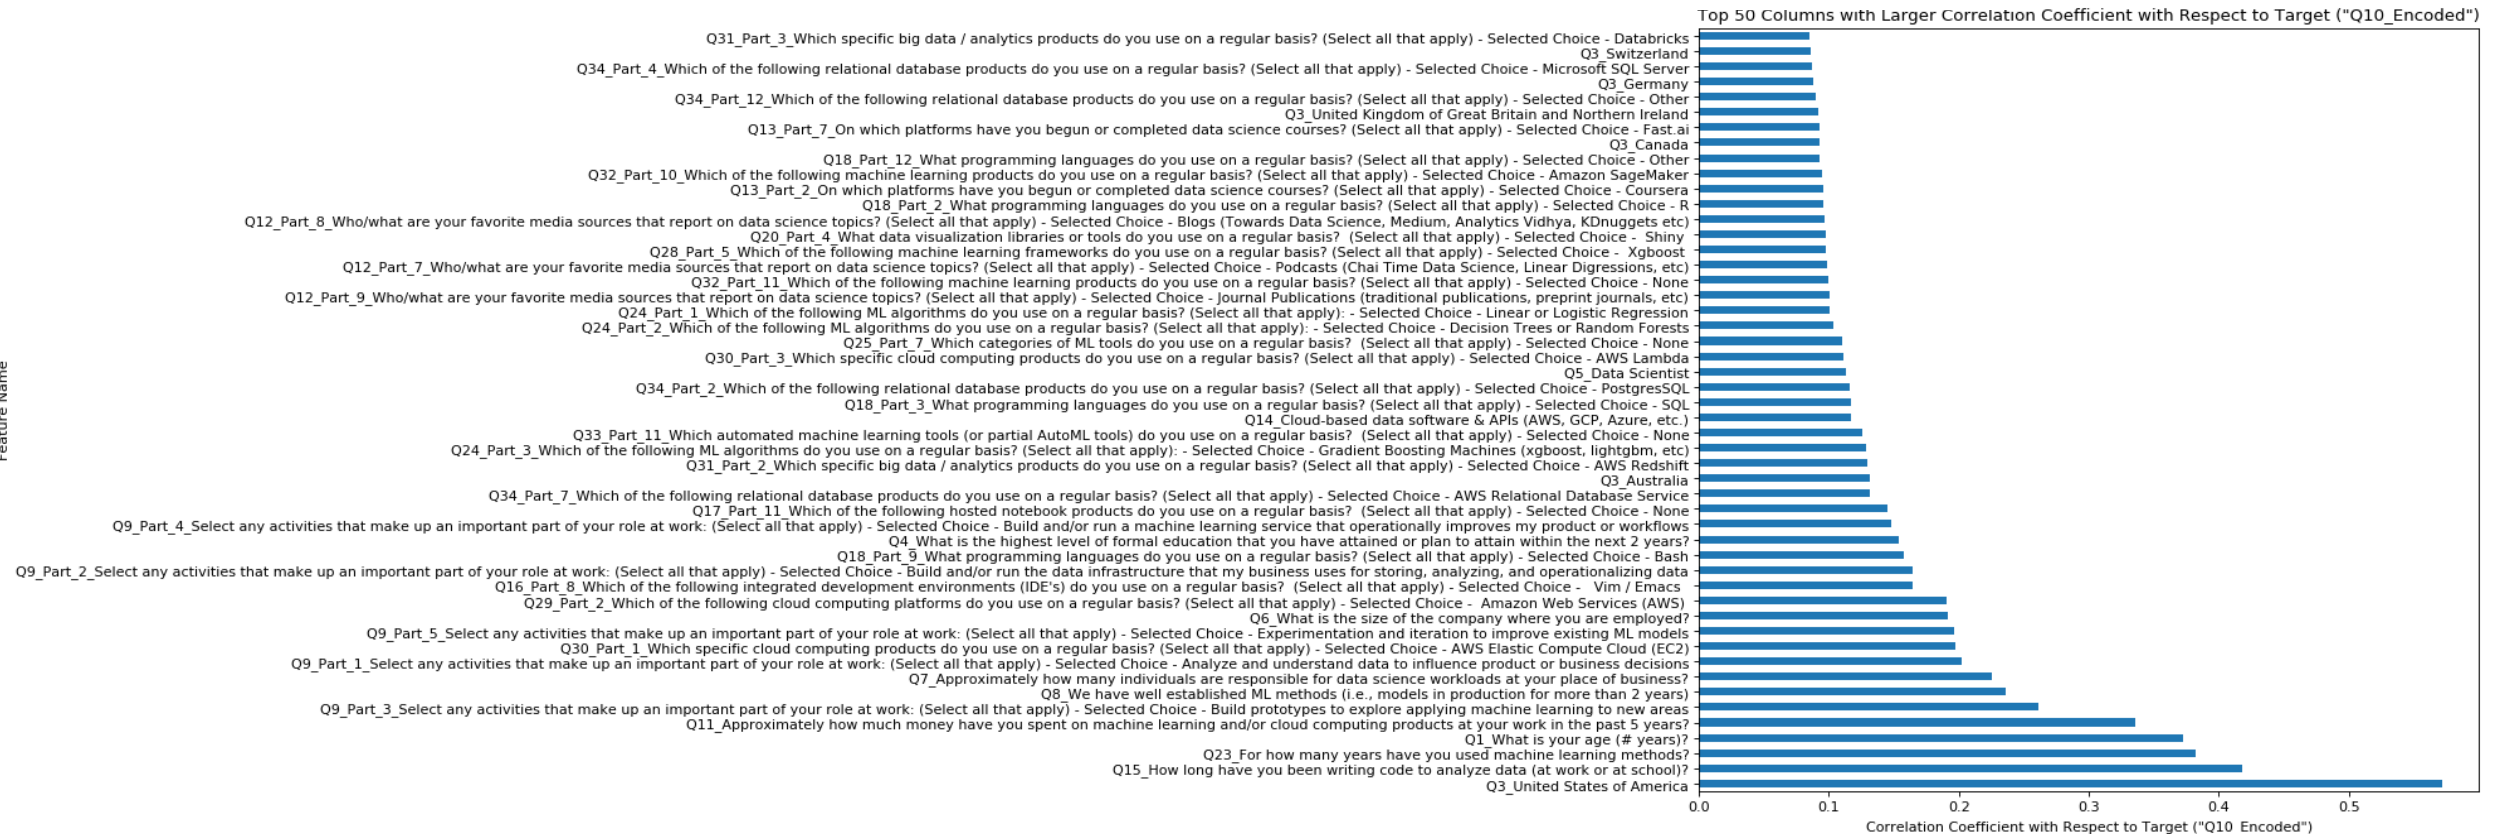 Top 50 Columns with Larger Correlation Coefficient with Respect to Target ("Q10_Encoded")
Q31_Part_3_Which specific big data / analytics products do you use on a regular basis? (Select all that apply) - Selected Choice - Databricks
Q3_Switzerland
Q34_Part_4_Which of the following relational database products do you use on a regular basis? (Select all that apply) - Selected Choice - Microsoft SQL Server
Q3_Germany
Q34_Part_12_Which of the following relational database products do you use on a regular basis? (Select all that apply) - Selected Choice - Other
Q3_United Kingdom of Great Britain and Northern Ireland
Q13_Part_7_On which platforms have you begun or completed data science courses? (Select all that apply) - Selected Choice - Fast.ai
Q3_Canada
Q18_Part_12_What programming languages do you use on a regular basis? (Select all that apply) - Selected Choice - Other
Q32_Part_10_Which of the following machine learning products do you use on a regular basis? (Select all that apply) - Selected Choice - Amazon SageMaker
Q13_Part_2_On which platforms have you begun or completed data science courses? (Select all that apply) - Selected Choice - Coursera
Q18_Part_2_What programming languages do you use on a regular basis? (Select all that apply) - Selected Choice - R
Q12_Part_8_Who/what are your favorite media sources that report on data science topics? (Select all that apply) - Selected Choice - Blogs (Towards Data Science, Medium, Analytics Vidhya, KDnuggets etc)
Q20_Part_4_What data visualization libraries or tools do you use on a regular basis?  (Select all that apply) - Selected Choice -  Shiny
Q28_Part_5_Which of the following machine learning frameworks do you use on a regular basis? (Select all that apply) - Selected Choice -  Xgboost
Q12_Part_7_Who/what are your favorite media sources that report on data science topics? (Select all that apply) - Selected Choice - Podcasts (Chai Time Data Science, Linear Digressions, etc)
Q32_Part_11_Which of the following machine learning products do you use on a regular basis? (Select all that apply) - Selected Choice - None
Q12_Part_9_Who/what are your favorite media sources that report on data science topics? (Select all that apply) - Selected Choice - Journal Publications (traditional publications, preprint journals, etc)
Q24_Part_1_Which of the following ML algorithms do you use on a regular basis? (Select all that apply): - Selected Choice - Linear or Logistic Regression
Q24_Part_2_Which of the following ML algorithms do you use on a regular basis? (Select all that apply): - Selected Choice - Decision Trees or Random Forests
Q25_Part_7_Which categories of ML tools do you use on a regular basis?  (Select all that apply) - Selected Choice - None
Q30_Part_3_Which specific cloud computing products do you use on a regular basis? (Select all that apply) - Selected Choice - AWS Lambda
Q5_Data Scientist
Q34_Part_2_Which of the following relational database products do you use on a regular basis? (Select all that apply) - Selected Choice - PostgresSQL
Q18_Part_3_What programming languages do you use on a regular basis? (Select all that apply) - Selected Choice - SQL
Q14_Cloud-based data software & APIs (AWS, GCP, Azure, etc.)
Q33_Part_11_Which automated machine learning tools (or partial AutoML tools) do you use on a regular basis?  (Select all that apply) - Selected Choice - None
Q24_Part_3_Which of the following ML algorithms do you use on a regular basis? (Select all that apply): - Selected Choice - Gradient Boosting Machines (xgboost, lightgbm, etc)
Q31_Part_2_Which specific big data / analytics products do you use on a regular basis? (Select all that apply) - Selected Choice - AWS Redshift
Q3_Australia
Q34_Part_7_Which of the following relational database products do you use on a regular basis? (Select all that apply) - Selected Choice - AWS Relational Database Service
Q17_Part_11_Which of the following hosted notebook products do you use on a regular basis?  (Select all that apply) - Selected Choice - None
Q9_Part_4_Select any activities that make up an important part of your role at work: (Select all that apply) - Selected Choice - Build and/or run a machine learning service that operationally improves my product or workflows
Q4_What is the highest level of formal education that you have attained or plan to attain within the next 2 years?
Q18_Part_9_What programming languages do you use on a regular basis? (Select all that apply) - Selected Choice - Bash
Q9_Part_2_Select any activities that make up an important part of your role at work: (Select all that apply) - Selected Choice - Build and/or run the data infrastructure that my business uses for storing, analyzing, and operationalizing data
Q16_Part_8_Which of the following integrated development environments (IDE's) do you use on a regular basis?  (Select all that apply) - Selected Choice -   Vim / Emacs
Q29_Part_2_Which of the following cloud computing platforms do you use on a regular basis? (Select all that apply) - Selected Choice -  Amazon Web Services (AWS)
Q6_What is the size of the company where you are employed?
Q9_Part_5_Select any activities that make up an important part of your role at work: (Select all that apply) - Selected Choice - Experimentation and iteration to improve existing ML models
Q30_Part_1_Which specific cloud computing products do you use on a regular basis? (Select all that apply) - Selected Choice - AWS Elastic Compute Cloud (EC2)
Q9_Part_1_Select any activities that make up an important part of your role at work: (Select all that apply) - Selected Choice - Analyze and understand data to influence product or business decisions
Q7_Approximately how many individuals are responsible for data science workloads at your place of business?
Q8_We have well established ML methods (i.e., models in production for more than 2 years)
Q9_Part_3_Select any activities that make up an important part of your role at work: (Select all that apply) - Selected Choice - Build prototypes to explore applying machine learning to new areas
Q11_Approximately how much money have you spent on machine learning and/or cloud computing products at your work in the past 5 years?
Q1_What is your age (# years)?
Q23_For how many years have you used machine learning methods?
Q15_How long have you been writing code to analyze data (at work or at school)?
Q3_United States of America
Feature Name
0.0 0.1 0.2 0.3 0.4 0.5
Correlation Coefficient with Respect to Target ("Q10_Encoded")